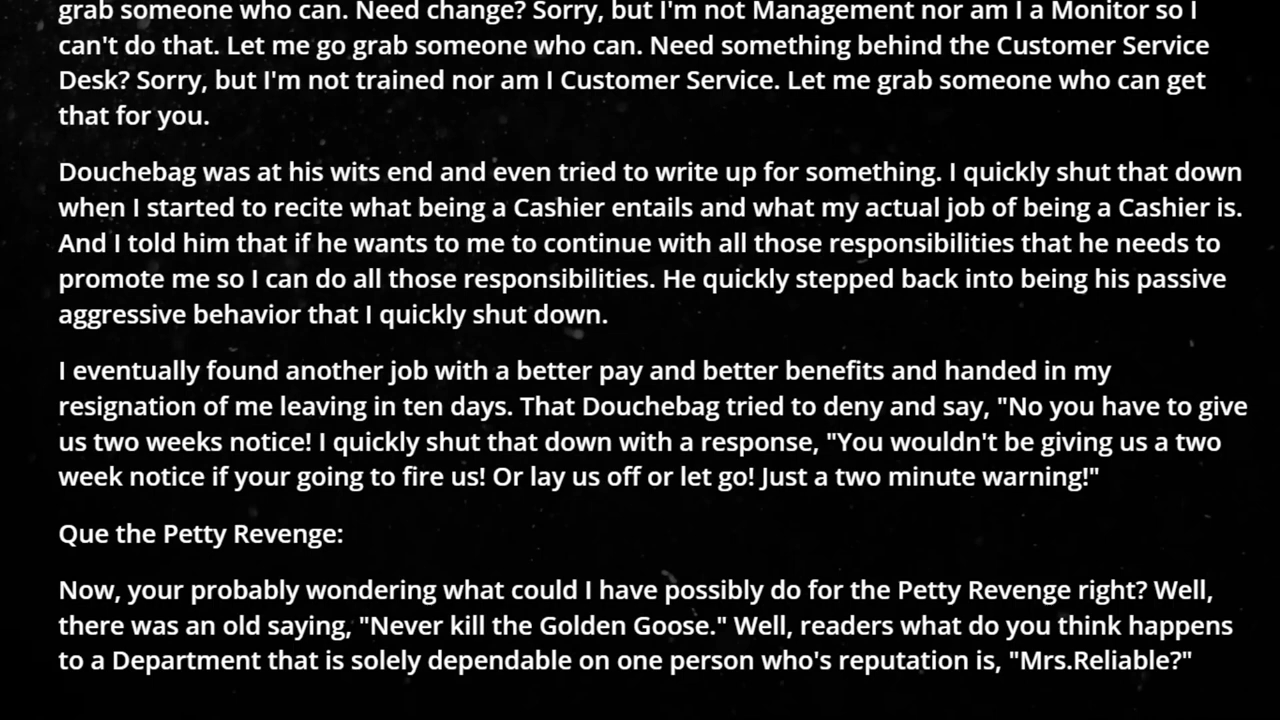 grab someone who can. Need change? Sorry, but I'm not Management nor am I a Monitor so I
can't do that. Let me go grab someone who can. Need something behind the Customer Service
Desk? Sorry, but I'm not trained nor am I Customer Service. Let me grab someone who can get
that for you.
Douchebag was at his wits end and even tried to write up for something. I quickly shut that down
when I started to recite what being a Cashier entails and what my actual job of being a Cashier is.
And I told him that if he wants to me to continue with all those responsibilities that he needs to
promote me so I can do all those responsibilities. He quickly stepped back into being his passive
aggressive behavior that I quickly shut down.
I eventually found another job with a better pay and better benefits and handed in my
resignation of me leaving in ten days. That Douchebag tried to deny and say, "No you have to give
us two weeks notice! I quickly shut that down with a response, "You wouldn't be giving us a two
week notice if your going to fire us! Or lay us off or let go! Just a two minute warning!"
Que the Petty Revenge:
Now, your probably wondering what could I have possibly do for the Petty Revenge right? Well,
there was an old saying, "Never kill the Golden Goose." Well, readers what do you think happens
to a Department that is solely dependable on one person who's reputation is, "Mrs.Reliable?"